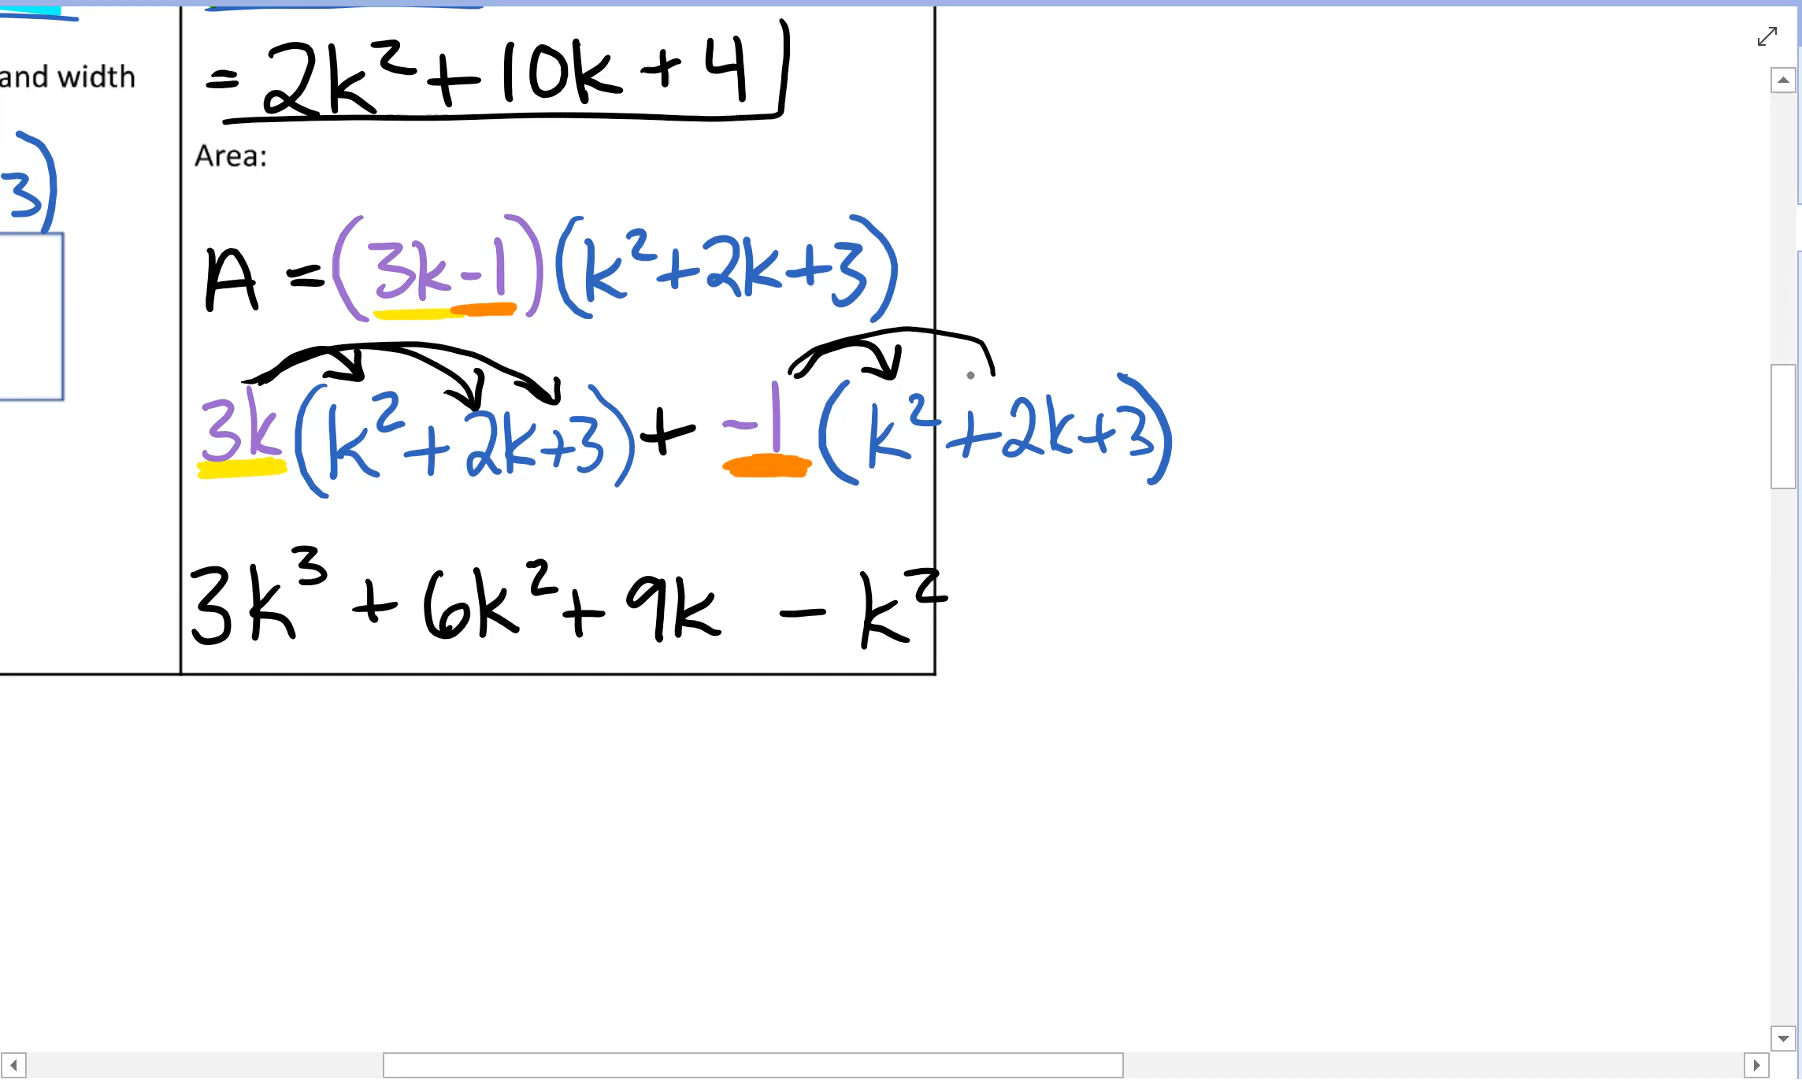 = 2k² + 10k + 4
and width
Area:
3)
A = (3k - 1)(k² + 2k + 3)
3k(k² + 2k + 3) + -1(k² + 2k + 3)
3k³ + 6k² + 9k - k²